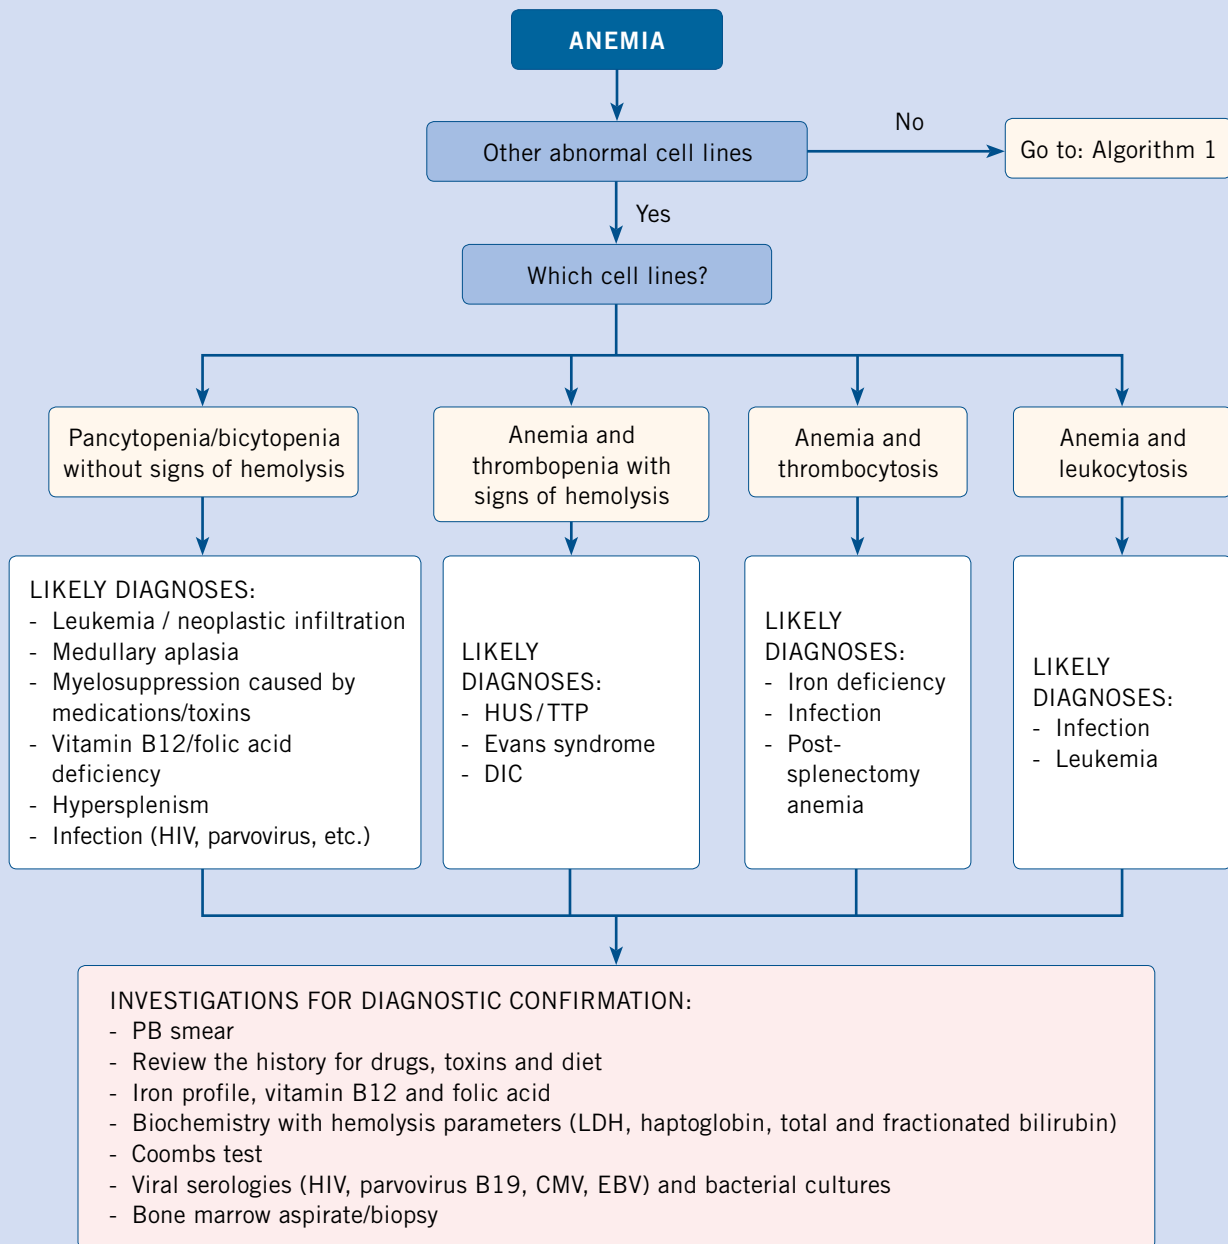 ANEMIA
Other abnormal cell lines
No
Go to: Algorithm 1
Yes
Which cell lines?
Pancytopenia/bicytopenia
without signs of hemolysis
Anemia and
thrombopenia with
signs of hemolysis
Anemia and
thrombocytosis
Anemia and
leukocytosis
LIKELY DIAGNOSES:
- Leukemia / neoplastic infiltration
- Medullary aplasia
- Myelosuppression caused by
medications/toxins
- Vitamin B12/folic acid
deficiency
- Hypersplenism
- Infection (HIV, parvovirus, etc.)
LIKELY
DIAGNOSES:
- HUS/TTP
- Evans syndrome
- DIC
LIKELY
DIAGNOSES:
- Iron deficiency
- Infection
- Post-
splenectomy
anemia
LIKELY
DIAGNOSES:
- Infection
- Leukemia
INVESTIGATIONS FOR DIAGNOSTIC CONFIRMATION:
- PB smear
- Review the history for drugs, toxins and diet
- Iron profile, vitamin B12 and folic acid
- Biochemistry with hemolysis parameters (LDH, haptoglobin, total and fractionated bilirubin)
- Coombs test
- Viral serologies (HIV, parvovirus B19, CMV, EBV) and bacterial cultures
- Bone marrow aspirate/biopsy